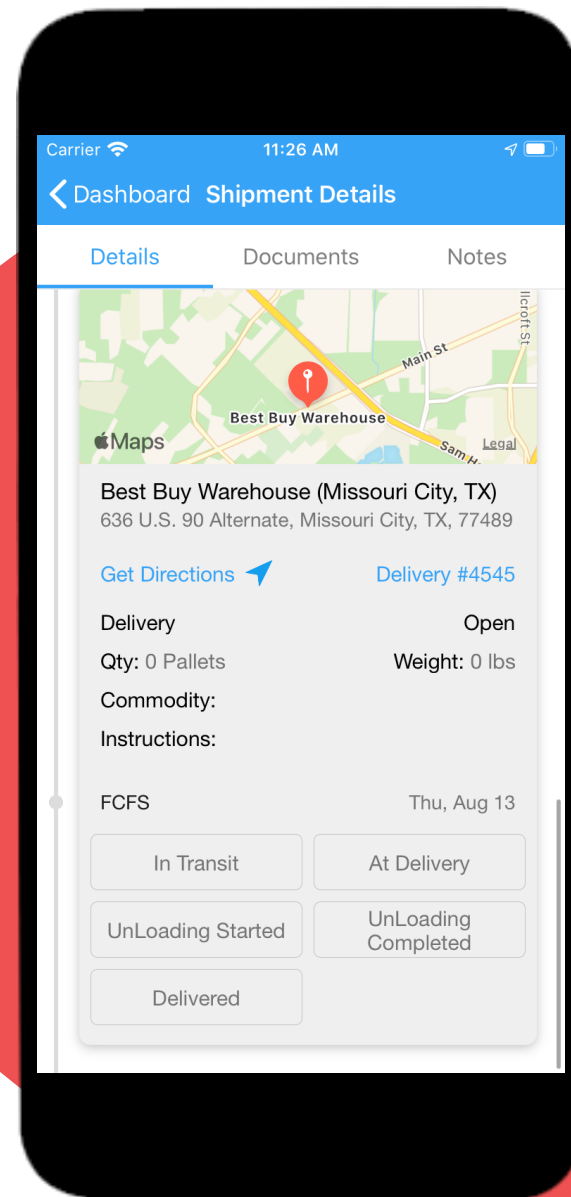 Carrier 11:26 AM
Dashboard Shipment Details
Details Documents Notes
Main St
Best Buy Warehouse
Maps
Legal
Best Buy Warehouse (Missouri City, TX)
636 U.S. 90 Alternate, Missouri City, TX, 77489
Get Directions Delivery #4545
Delivery Open
Qty: 0 Pallets Weight: 0 lbs
Commodity:
Instructions:
FCFS Thu, Aug 13
In Transit At Delivery
UnLoading Started UnLoading
Completed
Delivered